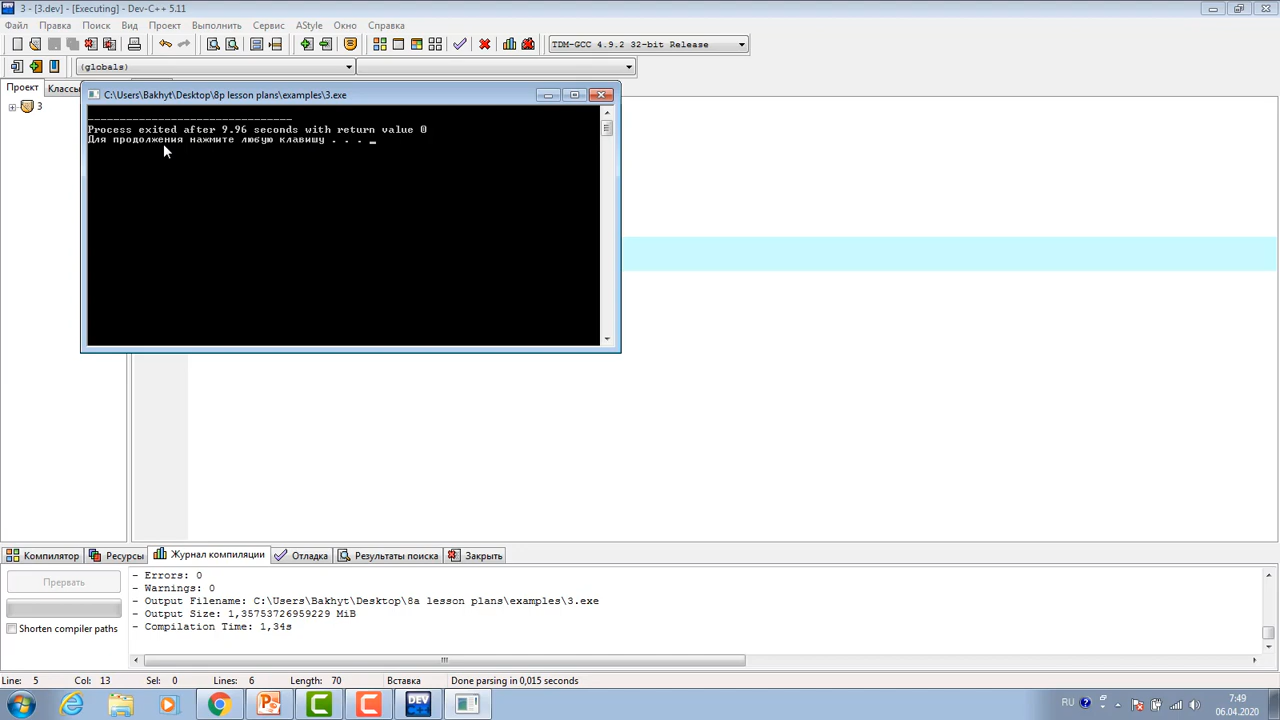 3 - [3.dev] - [Executing] - Dev-C++ 5.11
Файл Правка Поиск Вид Проект Выполнить Сервис AStyle Окно Справка
TDM-GCC 4.9.2 32-bit Release
(globals)
Проект Классы
3
C:\Users\Bakhyt\Desktop\8p lesson plans\examples\3.exe
--------------------------------
Process exited after 9.96 seconds with return value 0
Для продолжения нажмите любую клавишу . . . _
Компилятор Ресурсы Журнал компиляции Отладка Результаты поиска Закрыть
Прервать
Shorten compiler paths
- Errors: 0
- Warnings: 0
- Output Filename: C:\Users\Bakhyt\Desktop\8a lesson plans\examples\3.exe
- Output Size: 1,35753726959229 MiB
- Compilation Time: 1,34s
Line: 5 Col: 13 Sel: 0 Lines: 6 Length: 70 Вставка Done parsing in 0,015 seconds
DEV
RU
7:49
06.04.2020